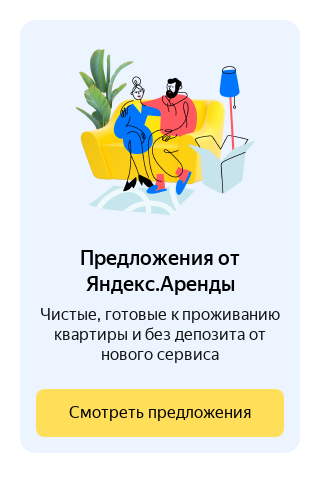 Предложения от
Яндекс.Аренды
Чистые, готовые к проживанию
квартиры и без депозита от
нового сервиса
Смотреть предложения